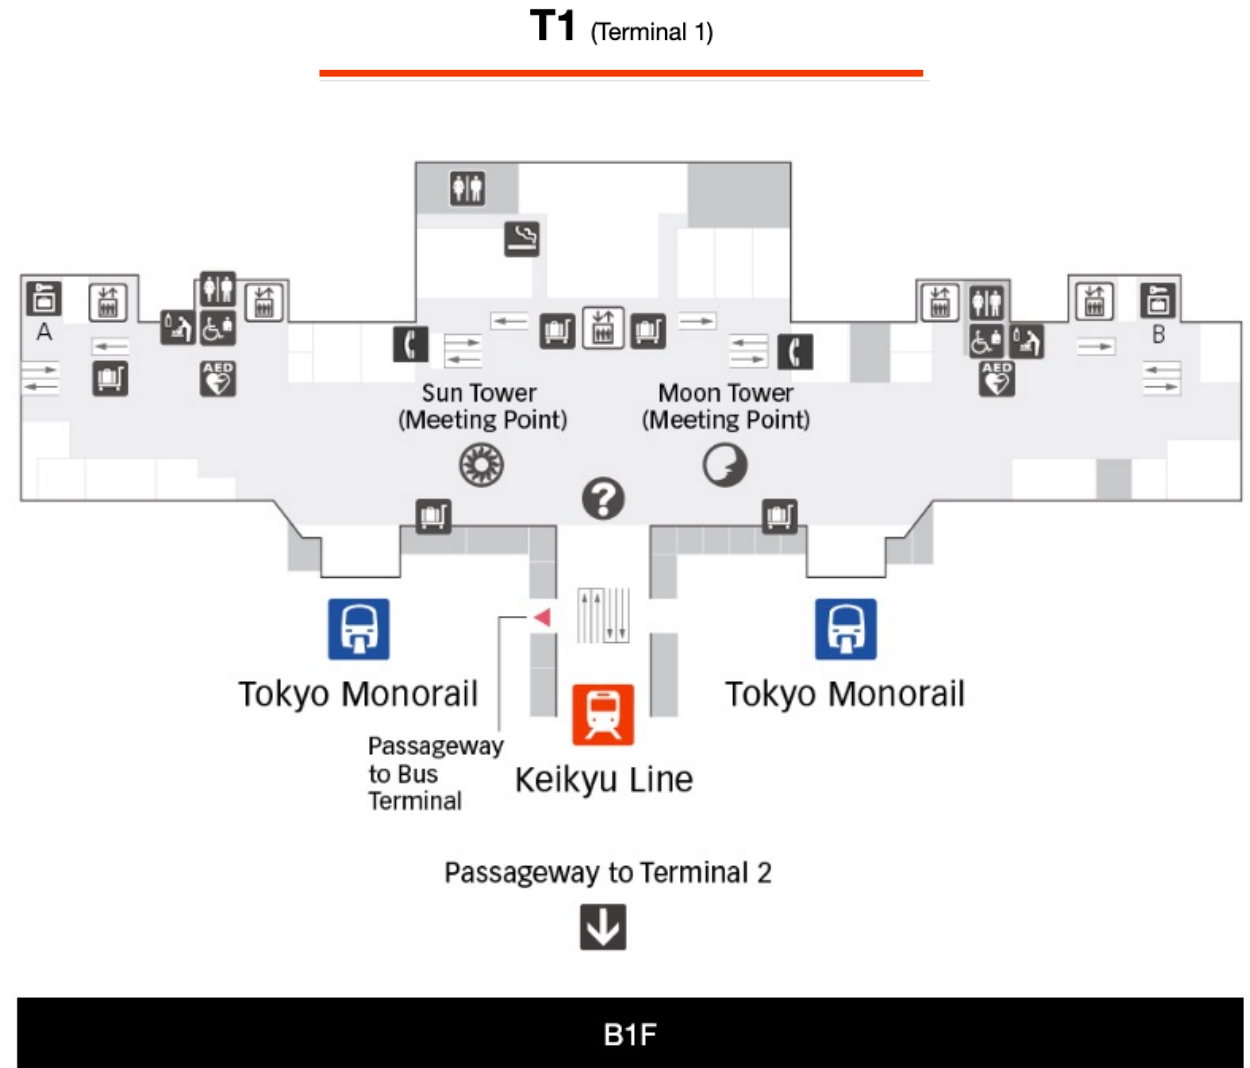 T1 (Terminal 1)
A
AED
Sun Tower
(Meeting Point)
Moon Tower
(Meeting Point)
AED
B
?
Tokyo Monorail
Tokyo Monorail
Passageway
to Bus
Terminal
Keikyu Line
Passageway to Terminal 2
B1F